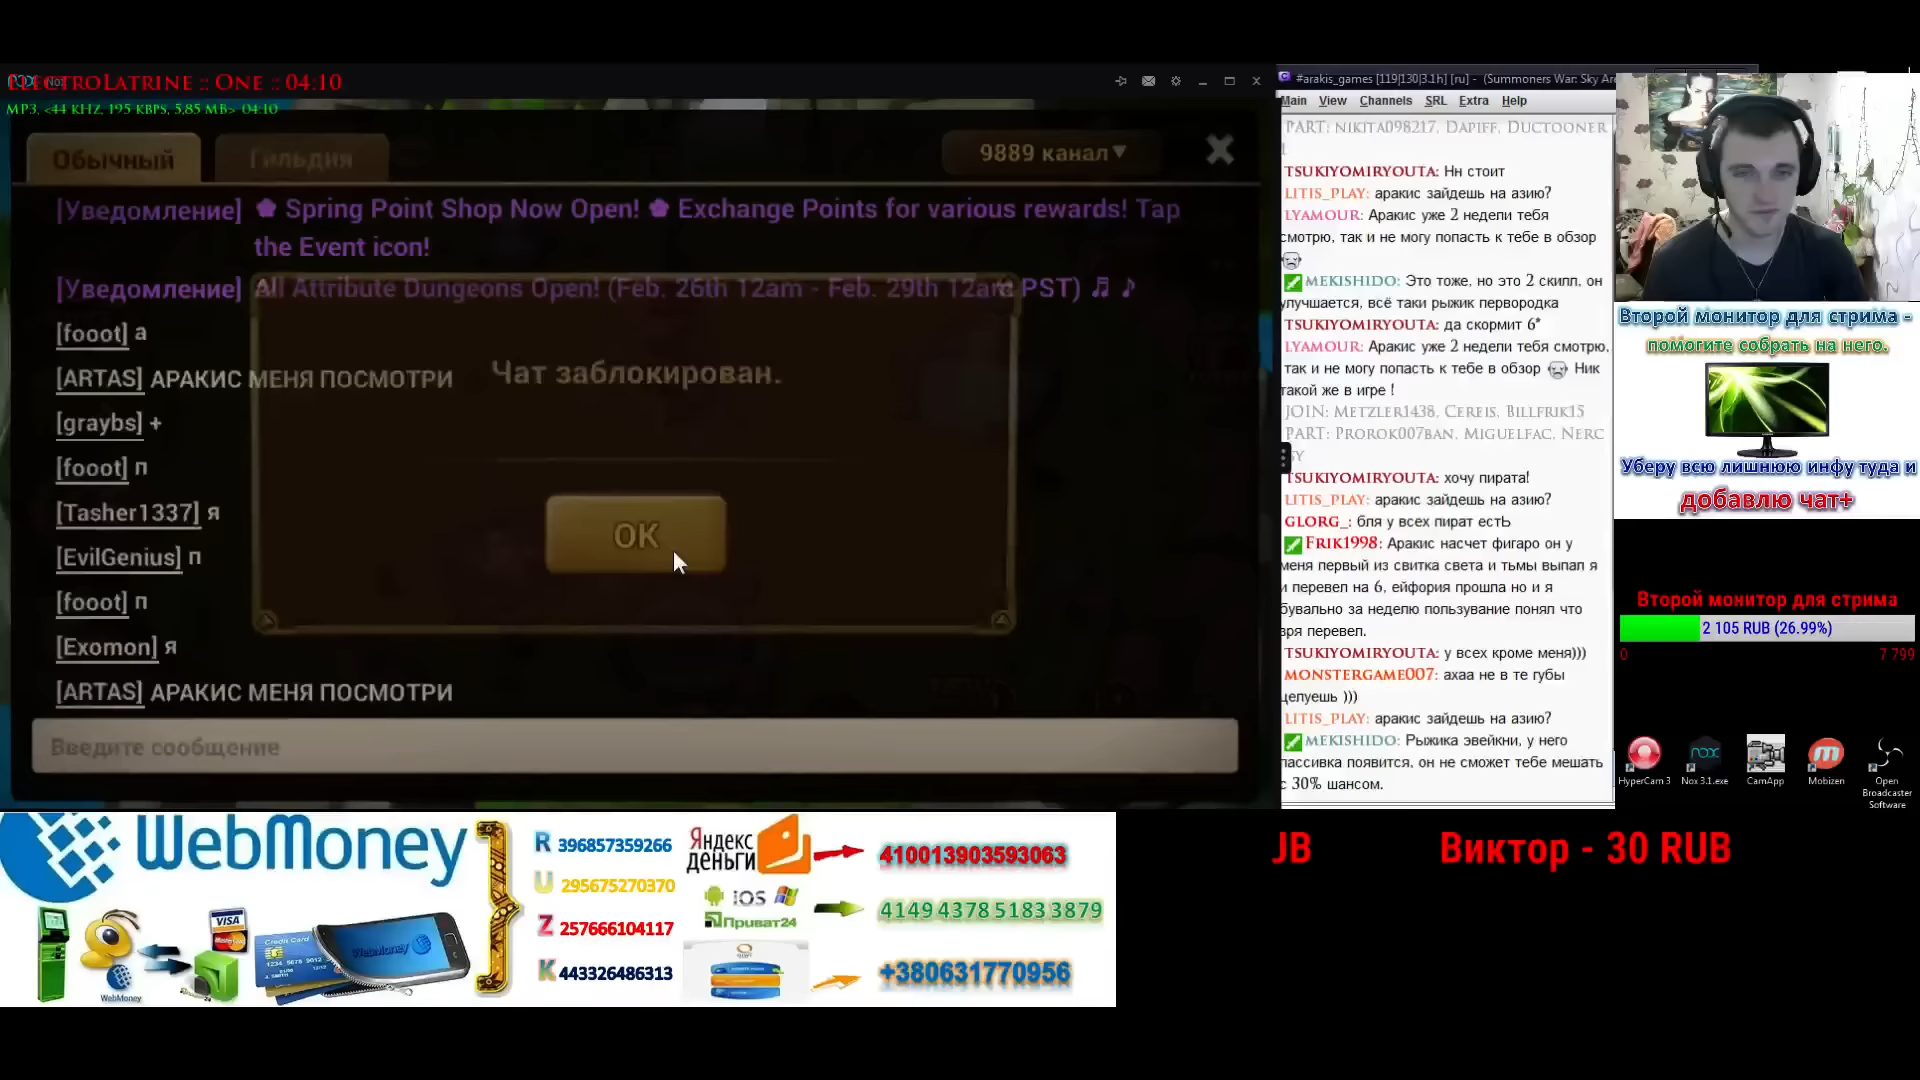 ElectroLatrine :: One :: 04:10
MP3, <44 kHz, 195 kbps, 5,85 MB> 04:10
Обычный
Гильдия
9889 канал▼
[Уведомление] Spring Point Shop Now Open! Exchange Points for various rewards! Tap
the Event icon!
[Уведомление] All Attribute Dungeons Open! (Feb. 26th 12am - Feb. 29th 12am PST) ♬ ♪
[fooot] а
[ARTAS] АРАКИС МЕНЯ ПОСМОТРИ
[graybs] +
[fooot] п
[Tasher1337] я
[EvilGenius] п
[fooot] п
[Exomon] я
[ARTAS] АРАКИС МЕНЯ ПОСМОТРИ
Чат заблокирован.
OK
Введите сообщение
#arakis_games [119|130|3.1h] [ru] - (Summoners War: Sky Are
Main View Channels SRL Extra Help
PART: nikita098217, Dapiff, Ductooner
1
TSUKIYOMIRYOUTA: Нн стоит
LITIS_PLAY: аракис зайдешь на азию?
LYAMOUR: Аракис уже 2 недели тебя
смотрю, так и не могу попасть к тебе в обзор
MEKISHIDO: Это тоже, но это 2 скилл, он
улучшается, всё таки рыжик первородка
TSUKIYOMIRYOUTA: да скормит 6*
LYAMOUR: Аракис уже 2 недели тебя смотрю,
так и не могу попасть к тебе в обзор Ник
такой же в игре !
JOIN: Metzler1438, Cereis, Billfrik15
PART: Prorok007ban, Miguelfac, Nerc
sy
TSUKIYOMIRYOUTA: хочу пирата!
LITIS_PLAY: аракис зайдешь на азию?
GLORG_: бля у всех пират естЬ
Frik1998: Аракис насчет фигаро он у
меня первый из свитка света и тьмы выпал я
и перевел на 6, ейфория прошла но и я
бувально за неделю пользувание понял что
зря перевел.
TSUKIYOMIRYOUTA: у всех кроме меня)))
MONSTERGAME007: ахаа не в те губы
целуешь )))
LITIS_PLAY: аракис зайдешь на азию?
MEKISHIDO: Рыжика эвейкни, у него
пассивка появится, он не сможет тебе мешать
с 30% шансом.
Второй монитор для стрима -
помогите собрать на него.
Уберу всю лишнюю инфу туда и
добавлю чат+
Второй монитор для стрима
2 105 RUB (26.99%)
0 7 799
HyperCam 3
Nox 3.1.exe
CamApp
Mobizen
Open
Broadcaster
Software
WebMoney
VISA
MasterCard
Credit Card
WebMoney
WebMoney
R 396857359266
U 295675270370
Z 257666104117
K 443326486313
Яндекс
деньги
iOS
Приват24
410013903593063
4149 4378 5183 3879
+380631770956
UB Виктор - 30 RUB